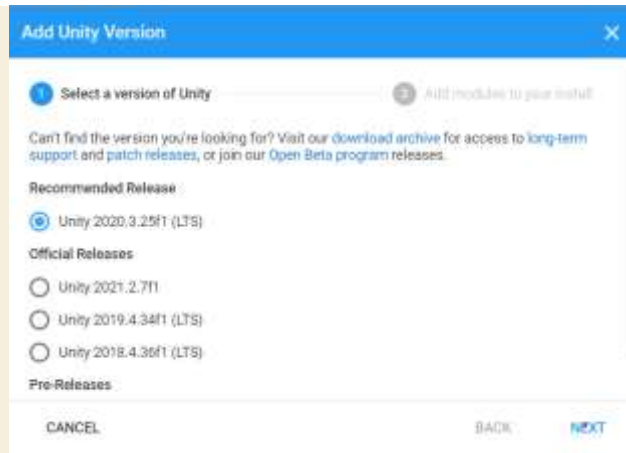 Add Unity Version
1 Select a version of Unity
2 Add modules to your install
Can't find the version you're looking for? Visit our download archive for access to long-term
support and patch releases, or join our Open Beta program releases.
Recommended Release
Unity 2020.3.25f1 (LTS)
Official Releases
Unity 2021.2.7f1
Unity 2019.4.34f1 (LTS)
Unity 2018.4.36f1 (LTS)
Pre-Releases
CANCEL
BACK
NEXT